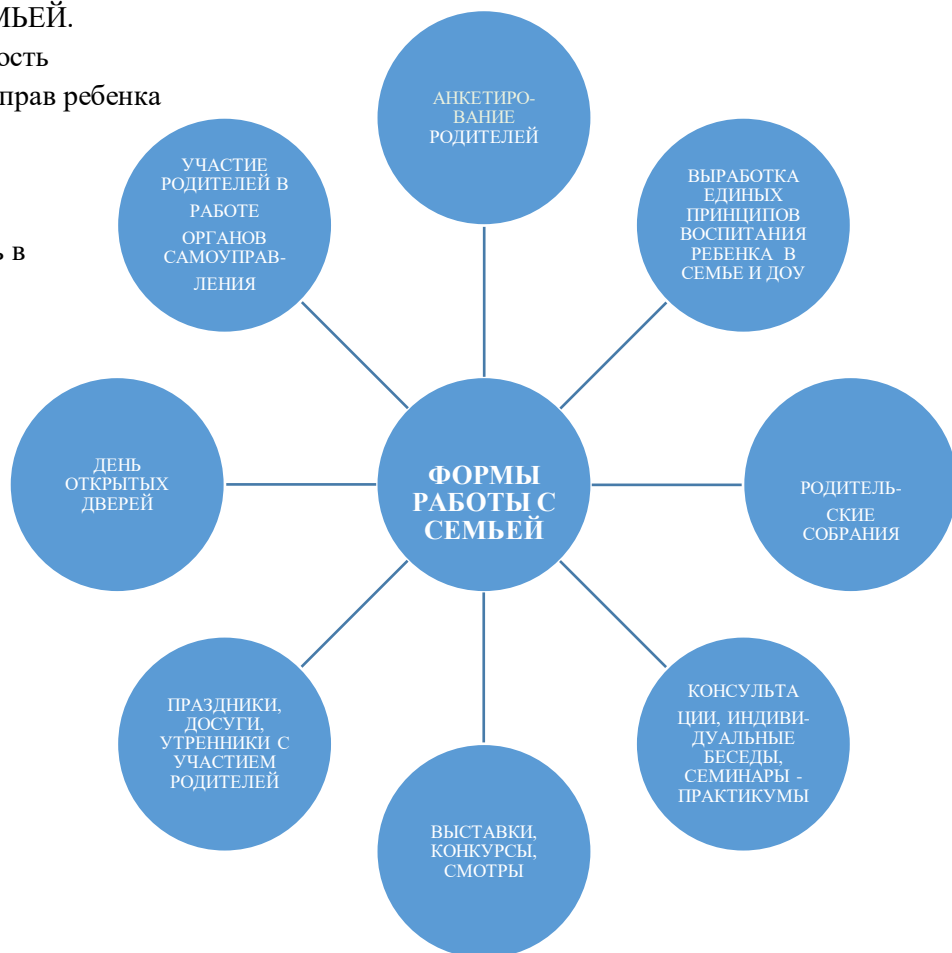 МЬЕЙ.
ость
прав ребенка
ь в
АНКЕТИРО-
ВАНИЕ
РОДИТЕЛЕЙ
ВЫРАБОТКА
ЕДИНЫХ
ПРИНЦИПОВ
ВОСПИТАНИЯ
РЕБЕНКА В
СЕМЬЕ И ДОУ
РОДИТЕЛЬ-
СКИЕ
СОБРАНИЯ
КОНСУЛЬТА
ЦИИ, ИНДИВИ-
ДУАЛЬНЫЕ
БЕСЕДЫ,
СЕМИНАРЫ -
ПРАКТИКУМЫ
ВЫСТАВКИ,
КОНКУРСЫ,
СМОТРЫ
ПРАЗДНИКИ,
ДОСУГИ,
УТРЕННИКИ С
УЧАСТИЕМ
РОДИТЕЛЕЙ
ДЕНЬ
ОТКРЫТЫХ
ДВЕРЕЙ
УЧАСТИЕ
РОДИТЕЛЕЙ В
РАБОТЕ
ОРГАНОВ
САМОУПРАВ-
ЛЕНИЯ
ФОРМЫ
РАБОТЫ С
СЕМЬЕЙ